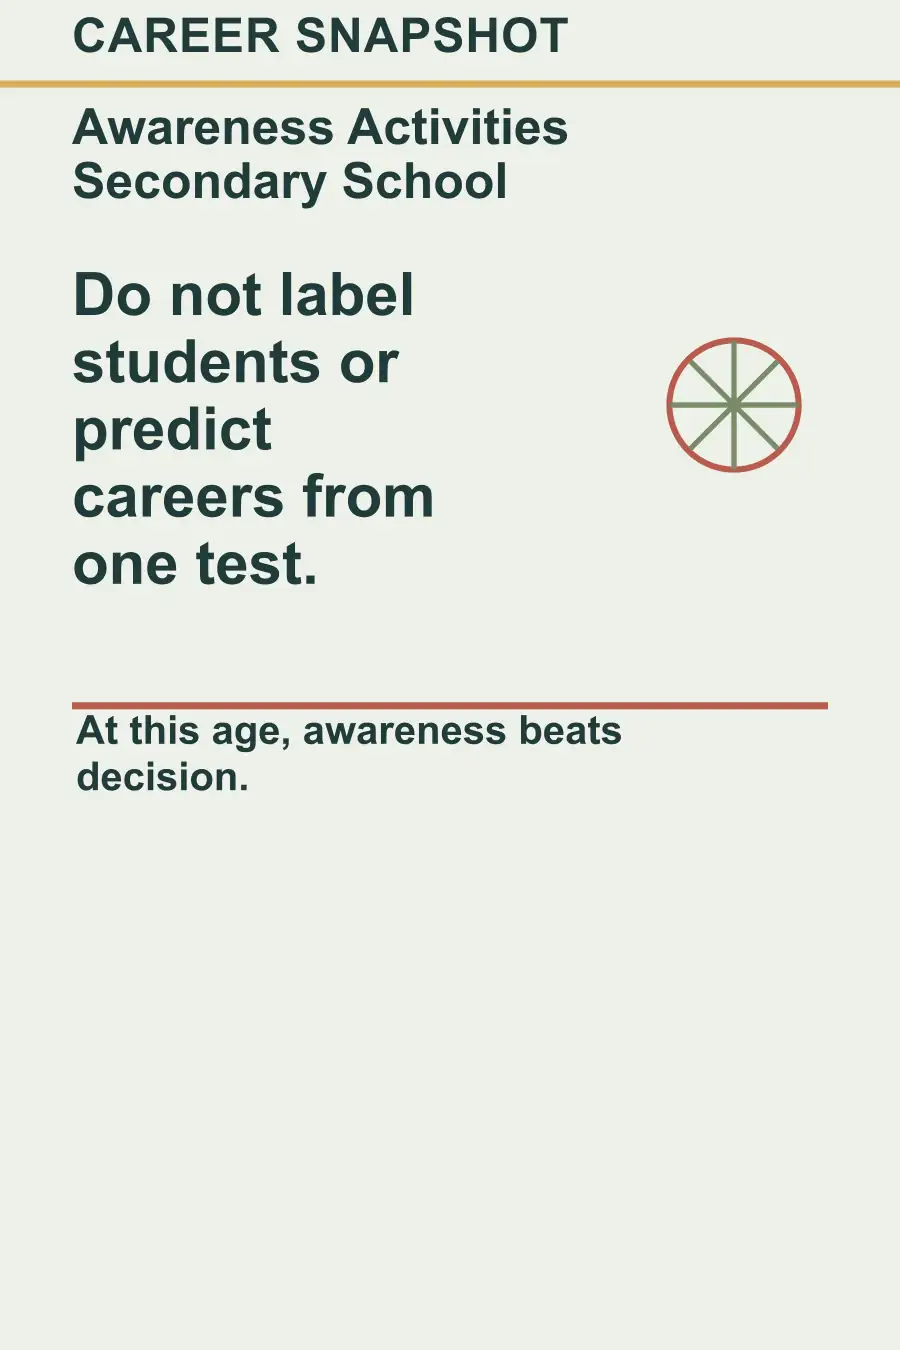 CAREER SNAPSHOT
Awareness Activities
Secondary School
Do not label
students or
predict
careers from
one test.
At this age, awareness beats
decision.